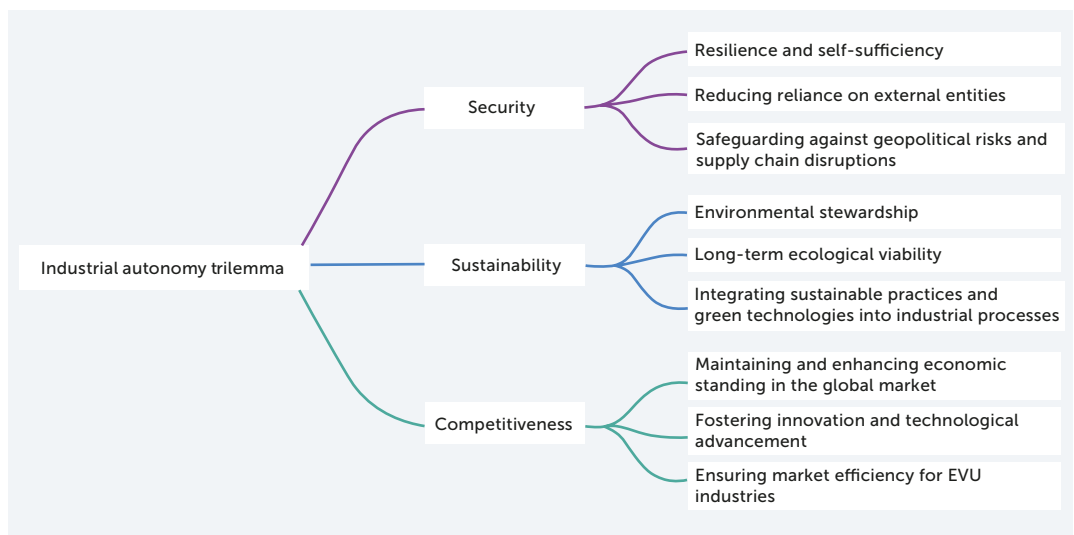 Industrial autonomy trilemma
Security
Resilience and self-sufficiency
Reducing reliance on external entities
Safeguarding against geopolitical risks and
supply chain disruptions
Sustainability
Environmental stewardship
Long-term ecological viability
Integrating sustainable practices and
green technologies into industrial processes
Competitiveness
Maintaining and enhancing economic
standing in the global market
Fostering innovation and technological
advancement
Ensuring market efficiency for EVU
industries